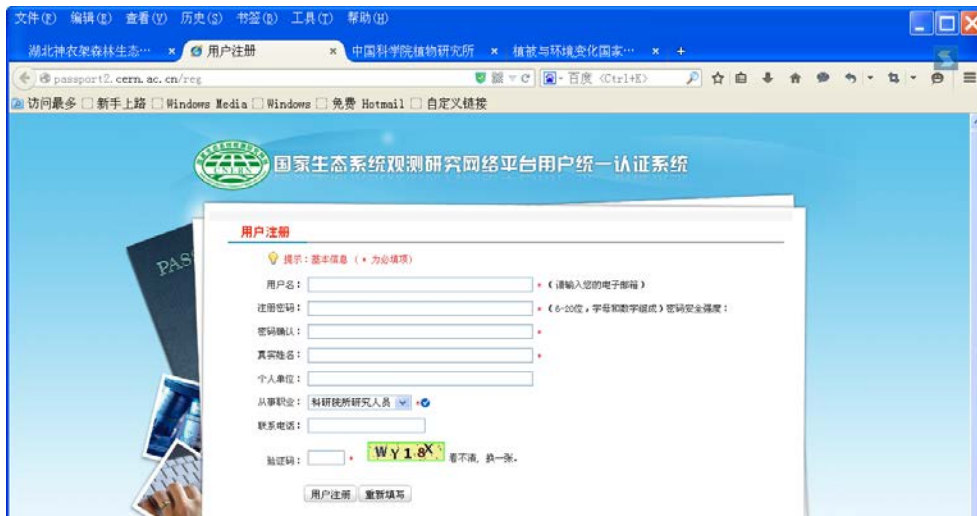 文件(F) 编辑(E) 查看(V) 历史(S) 书签(B) 工具(T) 帮助(H)
湖北神农架森林生态… × 用户注册 × 中国科学院植物研究所 × 植被与环境变化国家… × +
passport2.cern.ac.cn/reg 百度 <Ctrl+K>
访问最多 新手上路 Windows Media Windows 免费 Hotmail 自定义链接
国家生态系统观测研究网络平台用户统一认证系统
PASS
用户注册
提示：基本信息（* 为必填项）
用户名： * （请输入您的电子邮箱）
注册密码： * （6-20位，字母和数字组成）密码安全强度：
密码确认： *
真实姓名： *
个人单位：
从事职业： 科研院所研究人员 *
联系电话：
验证码： * WY18X 看不清，换一张。
用户注册 重新填写